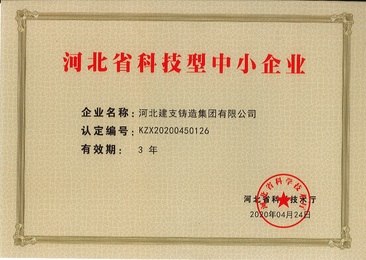 河北省科技型中小企业
企业名称：河北建支铸造集团有限公司
认定编号：KZX20200450126
有效期：3 年
河北省科学技术厅
河北省科学技术厅
2020年04月24日